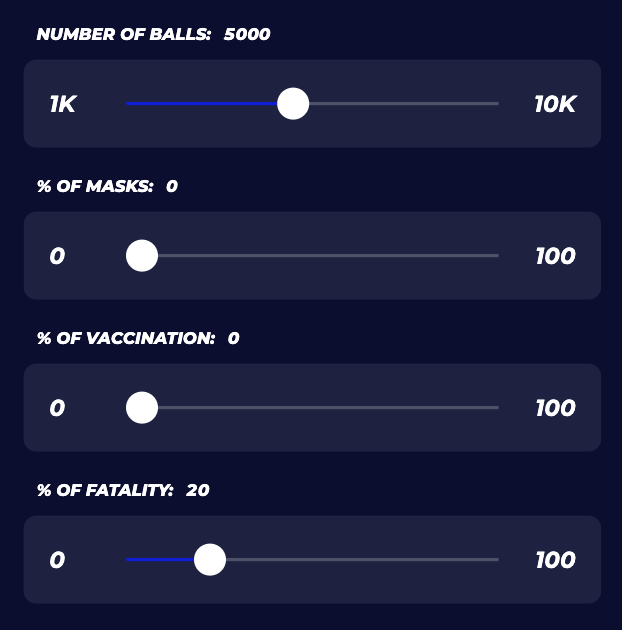 NUMBER OF BALLS: 5000
1K 10K
% OF MASKS: 0
0 100
% OF VACCINATION: 0
0 100
% OF FATALITY: 20
0 100